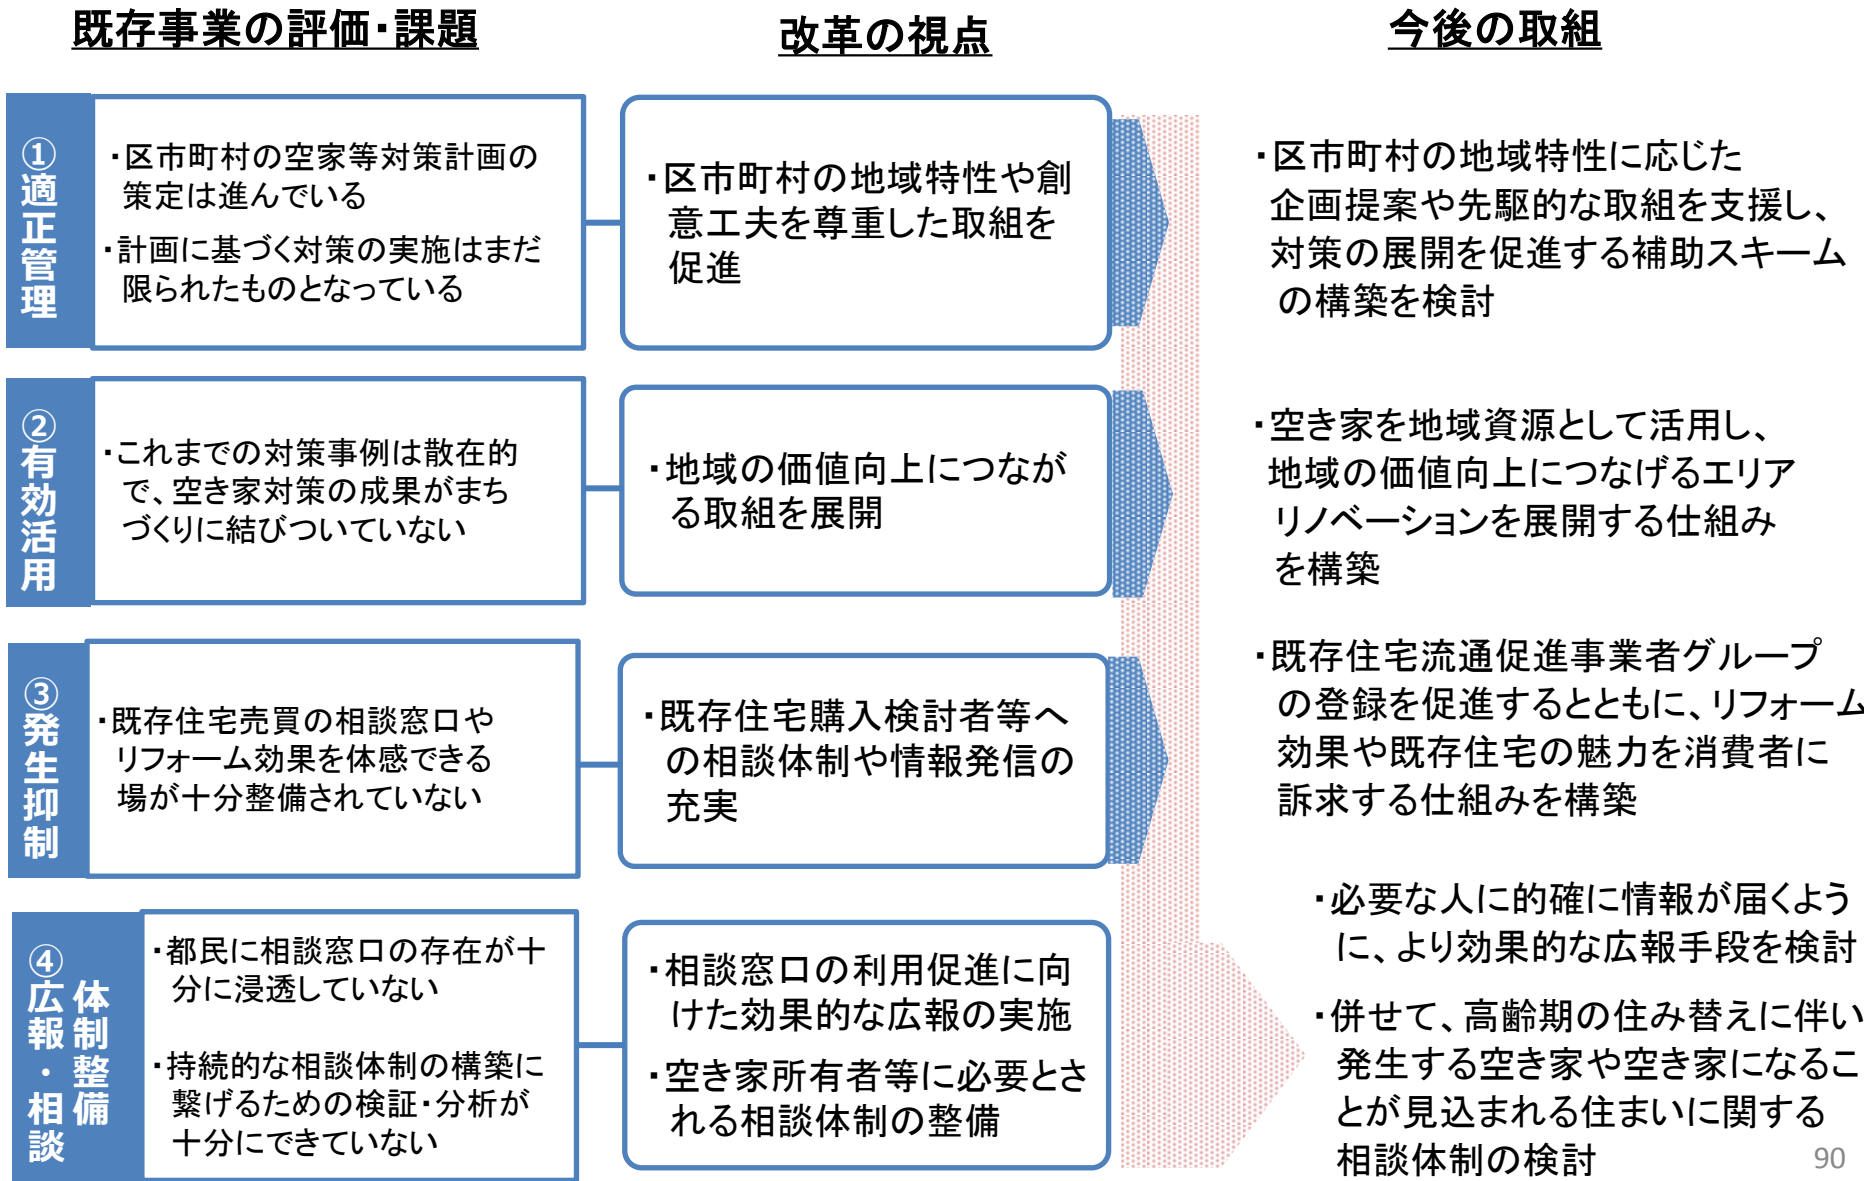 既存事業の評価・課題
改革の視点
今後の取組
①適正管理
・区市町村の空家等対策計画の
策定は進んでいる
・計画に基づく対策の実施はまだ
限られたものとなっている
・区市町村の地域特性や創
意工夫を尊重した取組を
促進
・区市町村の地域特性に応じた
企画提案や先駆的な取組を支援し、
対策の展開を促進する補助スキーム
の構築を検討
②有効活用
・これまでの対策事例は散在的
で、空き家対策の成果がまち
づくりに結びついていない
・地域の価値向上につなが
る取組を展開
・空き家を地域資源として活用し、
地域の価値向上につなげるエリア
リノベーションを展開する仕組み
を構築
③発生抑制
・既存住宅売買の相談窓口や
リフォーム効果を体感できる
場が十分整備されていない
・既存住宅購入検討者等へ
の相談体制や情報発信の
充実
・既存住宅流通促進事業者グループ
の登録を促進するとともに、リフォーム
効果や既存住宅の魅力を消費者に
訴求する仕組みを構築
④広報・相談
体制整備
・都民に相談窓口の存在が十
分に浸透していない
・持続的な相談体制の構築に
繋げるための検証・分析が
十分にできていない
・相談窓口の利用促進に向
けた効果的な広報の実施
・空き家所有者等に必要とさ
れる相談体制の整備
・必要な人に的確に情報が届くよう
に、より効果的な広報手段を検討
・併せて、高齢期の住み替えに伴い
発生する空き家や空き家になるこ
とが見込まれる住まいに関する
相談体制の検討
90